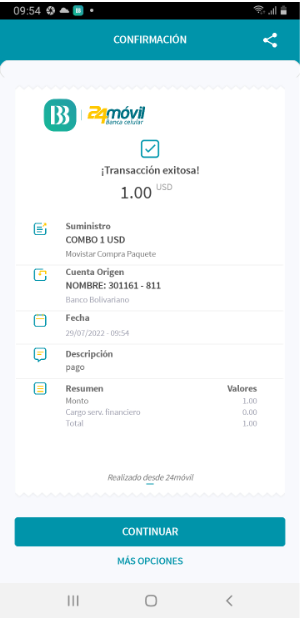 09:54
CONFIRMACIÓN
B
24móvil
Banca celular
¡Transacción exitosa!
1.00 USD
Suministro
COMBO 1 USD
Movistar Compra Paquete
Cuenta Origen
NOMBRE: 301161 - 811
Banco Bolivariano
Fecha
29/07/2022 - 09:54
Descripción
pago
Resumen Valores
Monto 1.00
Cargo serv. financiero 0.00
Total 1.00
Realizado desde 24móvil
CONTINUAR
MÁS OPCIONES